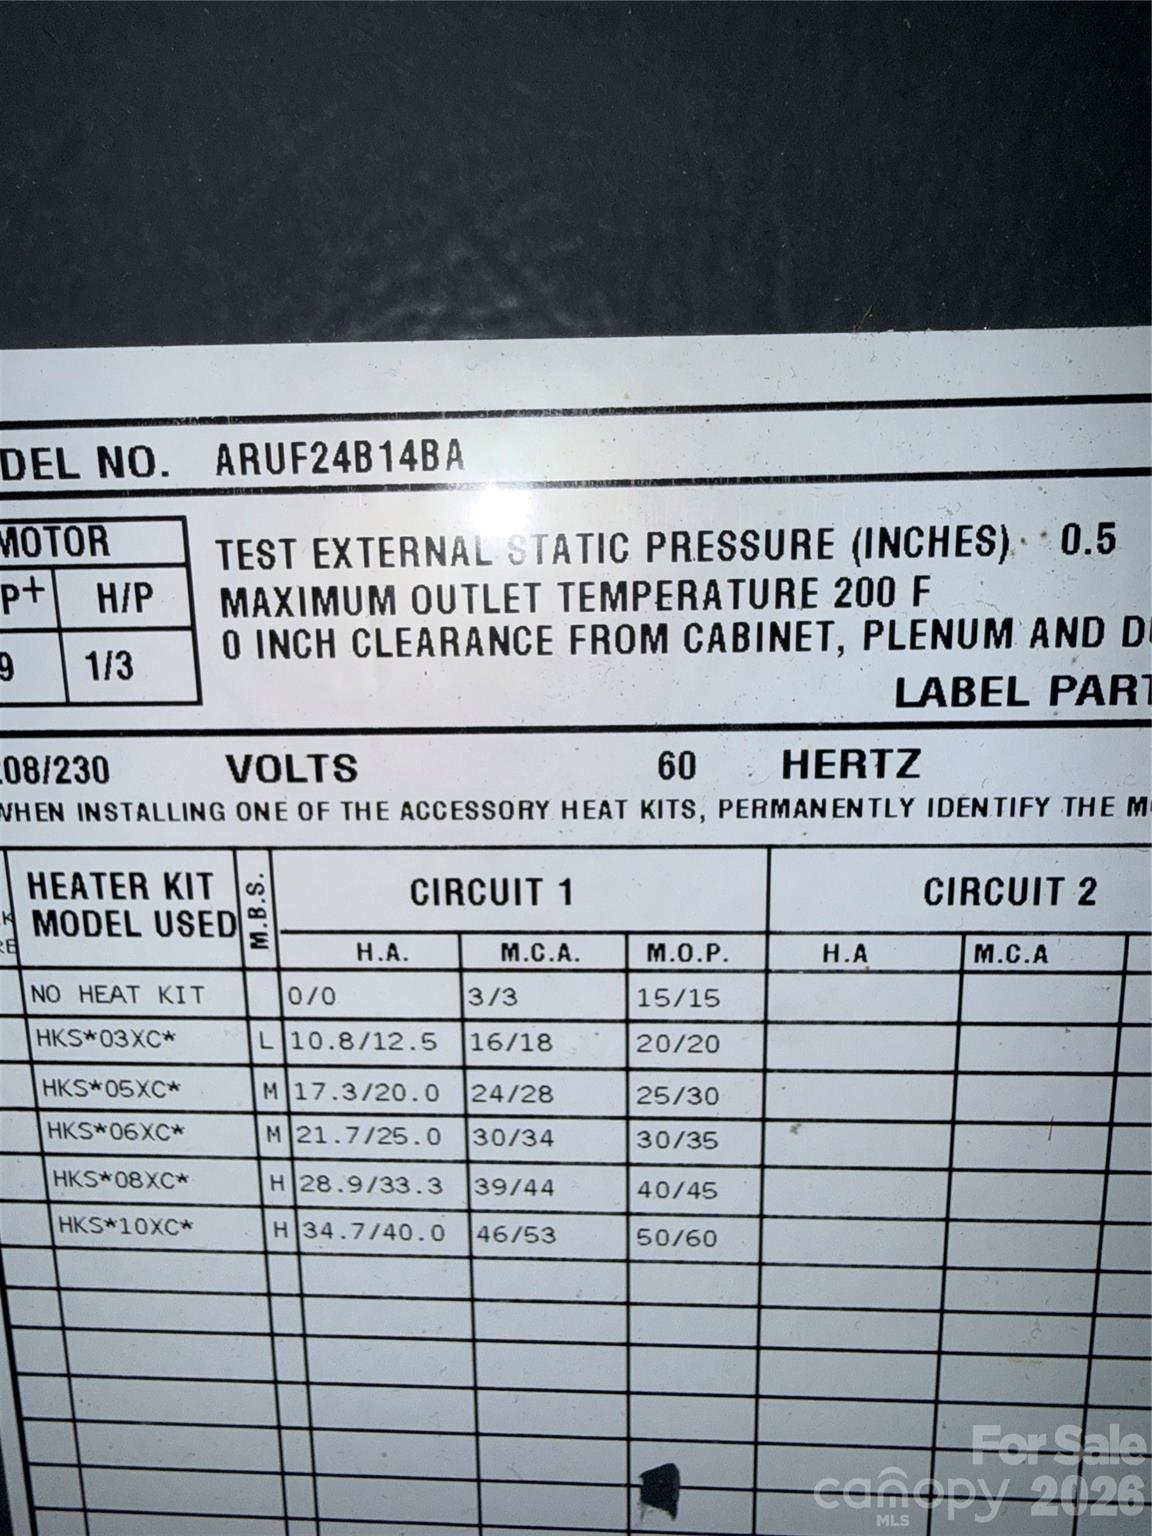 DEL NO. ARUF24B14BA
MOTOR
P+ H/P
9 1/3
TEST EXTERNAL STATIC PRESSURE (INCHES) 0.5
MAXIMUM OUTLET TEMPERATURE 200 F
0 INCH CLEARANCE FROM CABINET, PLENUM AND D
LABEL PART
08/230 VOLTS 60 HERTZ
WHEN INSTALLING ONE OF THE ACCESSORY HEAT KITS, PERMANENTLY IDENTIFY THE M
HEATER KIT
MODEL USED
M.B.S.
CIRCUIT 1 CIRCUIT 2
H.A. M.C.A. M.O.P. H.A M.C.A
NO HEAT KIT 0/0 3/3 15/15
HKS*03XC* L 10.8/12.5 16/18 20/20
HKS*05XC* M 17.3/20.0 24/28 25/30
HKS*06XC* M 21.7/25.0 30/34 30/35
HKS*08XC* H 28.9/33.3 39/44 40/45
HKS*10XC* H 34.7/40.0 46/53 50/60
For Sale
canopy 2026
MLS